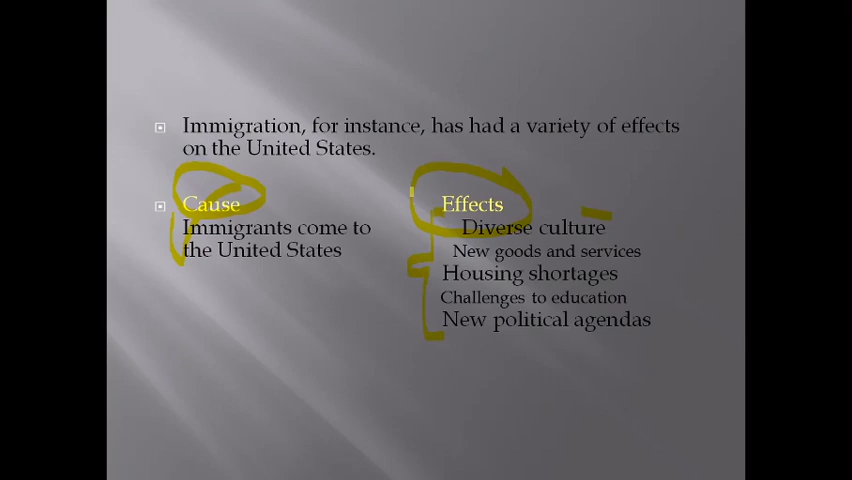 Immigration, for instance, has had a variety of effects
on the United States.
Cause
Immigrants come to
the United States
Effects
Diverse culture
New goods and services
Housing shortages
Challenges to education
New political agendas